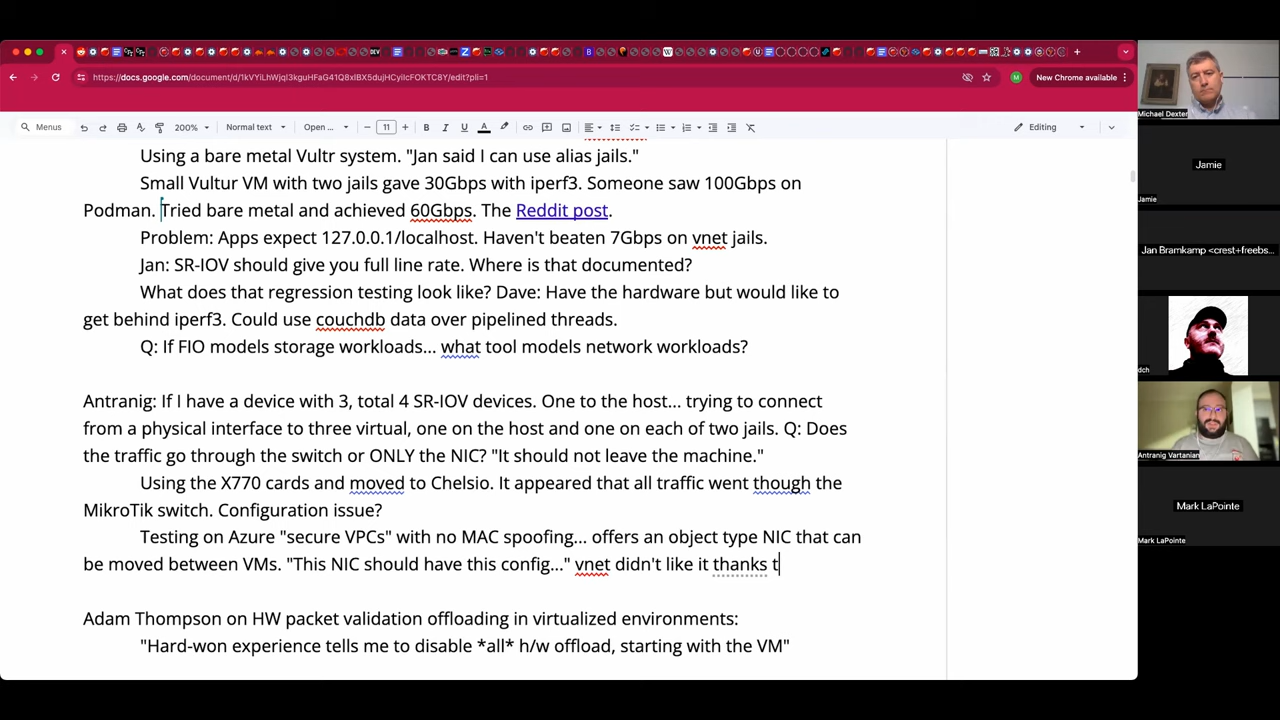 https://docs.google.com/document/d/1kVYiLhWjqI3kguHFaG41Q8xIBX5dujHCyiIcFOKTC8Y/edit?pli=1
New Chrome available
Menus
200%
Normal text
Open ...
11
Editing
Using a bare metal Vultr system. "Jan said I can use alias jails."
Small Vultur VM with two jails gave 30Gbps with iperf3. Someone saw 100Gbps on
Podman. Tried bare metal and achieved 60Gbps. The Reddit post.
Problem: Apps expect 127.0.0.1/localhost. Haven't beaten 7Gbps on vnet jails.
Jan: SR-IOV should give you full line rate. Where is that documented?
What does that regression testing look like? Dave: Have the hardware but would like to
get behind iperf3. Could use couchdb data over pipelined threads.
Q: If FIO models storage workloads... what tool models network workloads?
Antranig: If I have a device with 3, total 4 SR-IOV devices. One to the host... trying to connect
from a physical interface to three virtual, one on the host and one on each of two jails. Q: Does
the traffic go through the switch or ONLY the NIC? "It should not leave the machine."
Using the X770 cards and moved to Chelsio. It appeared that all traffic went though the
MikroTik switch. Configuration issue?
Testing on Azure "secure VPCs" with no MAC spoofing... offers an object type NIC that can
be moved between VMs. "This NIC should have this config..." vnet didn't like it thanks t
Adam Thompson on HW packet validation offloading in virtualized environments:
"Hard-won experience tells me to disable *all* h/w offload, starting with the VM"
Michael Dexter
Jamie
Jamie
Jan Bramkamp <crest+freebs...
dch
Antranig Vartanian
Mark LaPointe
Mark LaPointe